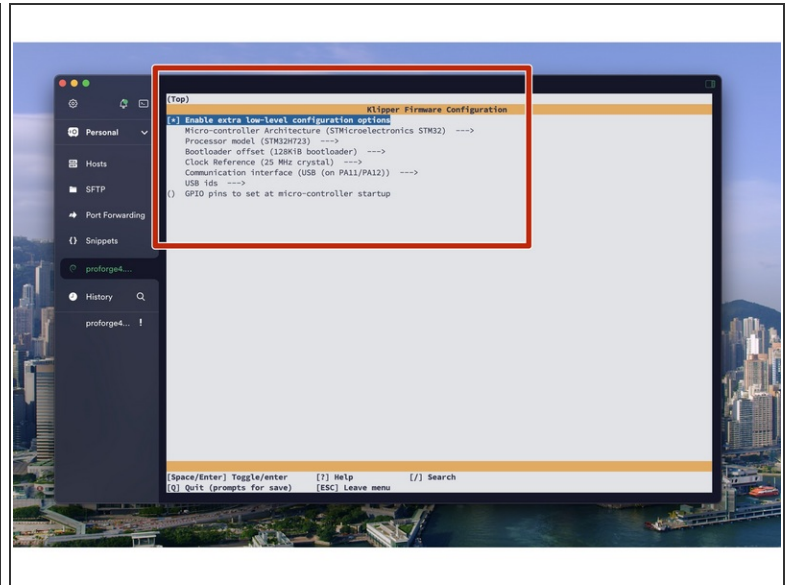 Personal
Hosts
SFTP
Port Forwarding
{} Snippets
proforge4....
History
proforge4... !
(Top)
Klipper Firmware Configuration
[*] Enable extra low-level configuration options
Micro-controller Architecture (STMicroelectronics STM32) --->
Processor model (STM32H723) --->
Bootloader offset (128KiB bootloader) --->
Clock Reference (25 MHz crystal) --->
Communication interface (USB (on PA11/PA12)) --->
USB ids --->
() GPIO pins to set at micro-controller startup
[Space/Enter] Toggle/enter [?] Help [/] Search
[Q] Quit (prompts for save) [ESC] Leave menu